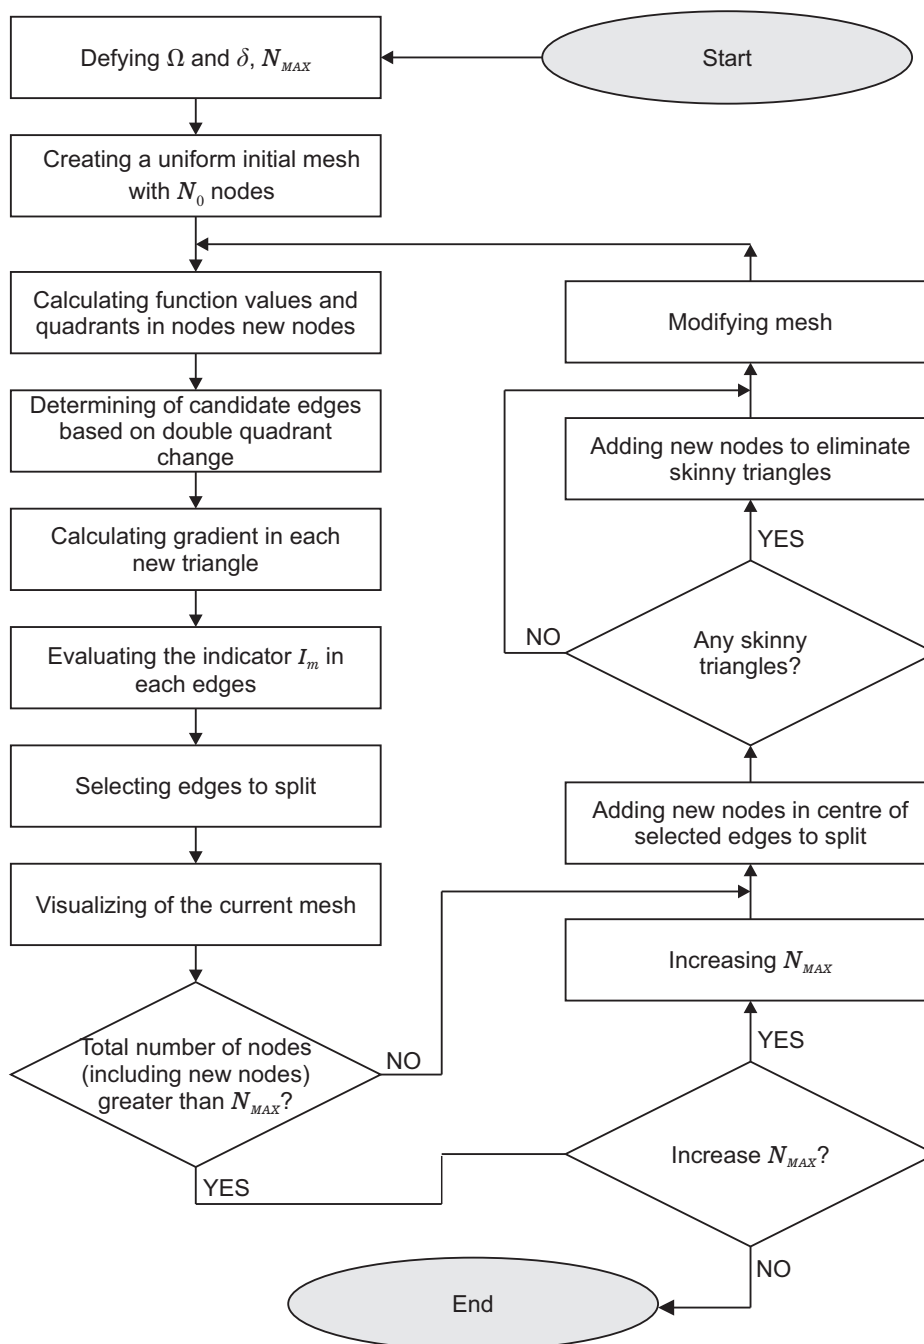 Start
Defying Ω and δ, N_MAX
Creating a uniform initial mesh
with N_0 nodes
Calculating function values and
quadrants in nodes new nodes
Determining of candidate edges
based on double quadrant
change
Calculating gradient in each
new triangle
Evaluating the indicator I_m in
each edges
Selecting edges to split
Visualizing of the current mesh
Total number of nodes
(including new nodes)
greater than N_MAX?
NO
YES
Increase N_MAX?
YES
NO
Increasing N_MAX
Adding new nodes in centre of
selected edges to split
Any skinny
triangles?
NO
YES
Adding new nodes to eliminate
skinny triangles
Modifying mesh
End